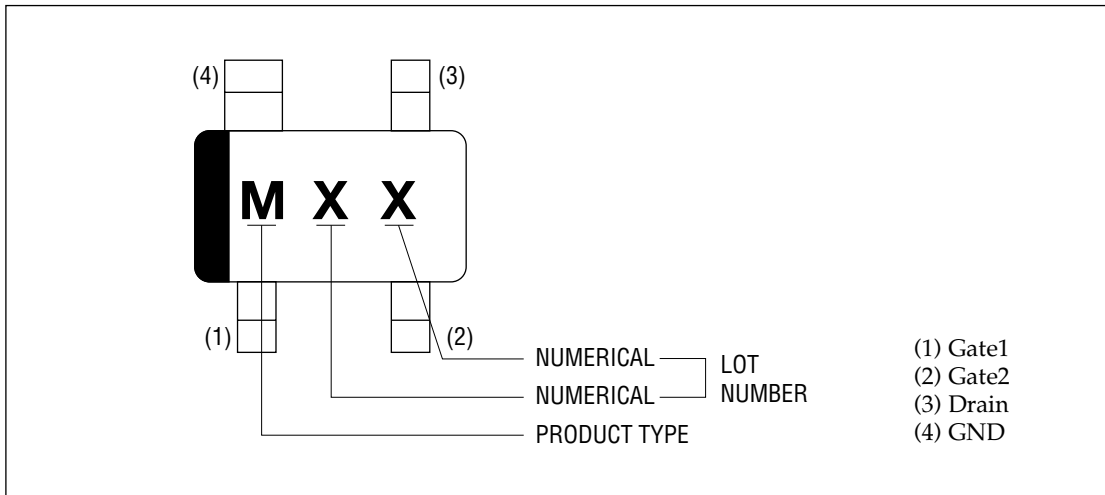 (4)
(3)
M X X
(1)
(2)
NUMERICAL
NUMERICAL
LOT
NUMBER
PRODUCT TYPE
(1) Gate1
(2) Gate2
(3) Drain
(4) GND